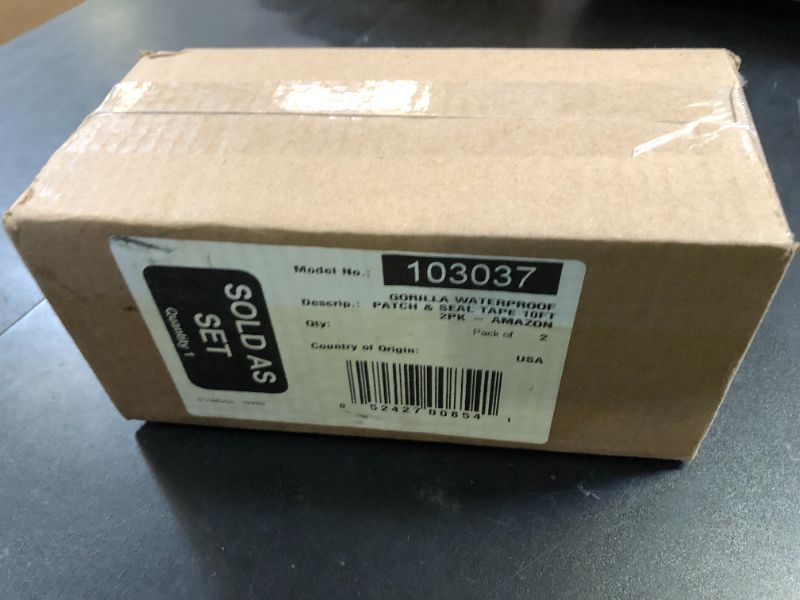 SOLD AS
SET
Quantity 1
Model No.: 103037
Descrip.: GORILLA WATERPROOF
PATCH & SEAL TAPE 10FT
2PK - AMAZON
Qty: Pack of 2
Country of Origin: USA
0 52427 00854 1